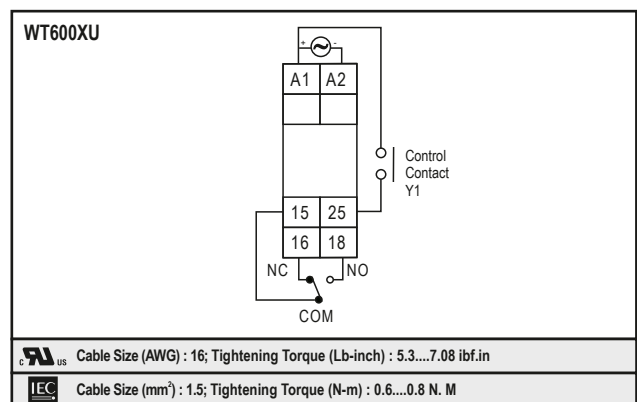 WT600XU
+ ~ -
A1 A2
Control
Contact
Y1
15 25
16 18
NC NO
COM
c RU us Cable Size (AWG) : 16; Tightening Torque (Lb-inch) : 5.3....7.08 ibf.in
IEC Cable Size (mm²) : 1.5; Tightening Torque (N-m) : 0.6....0.8 N. M